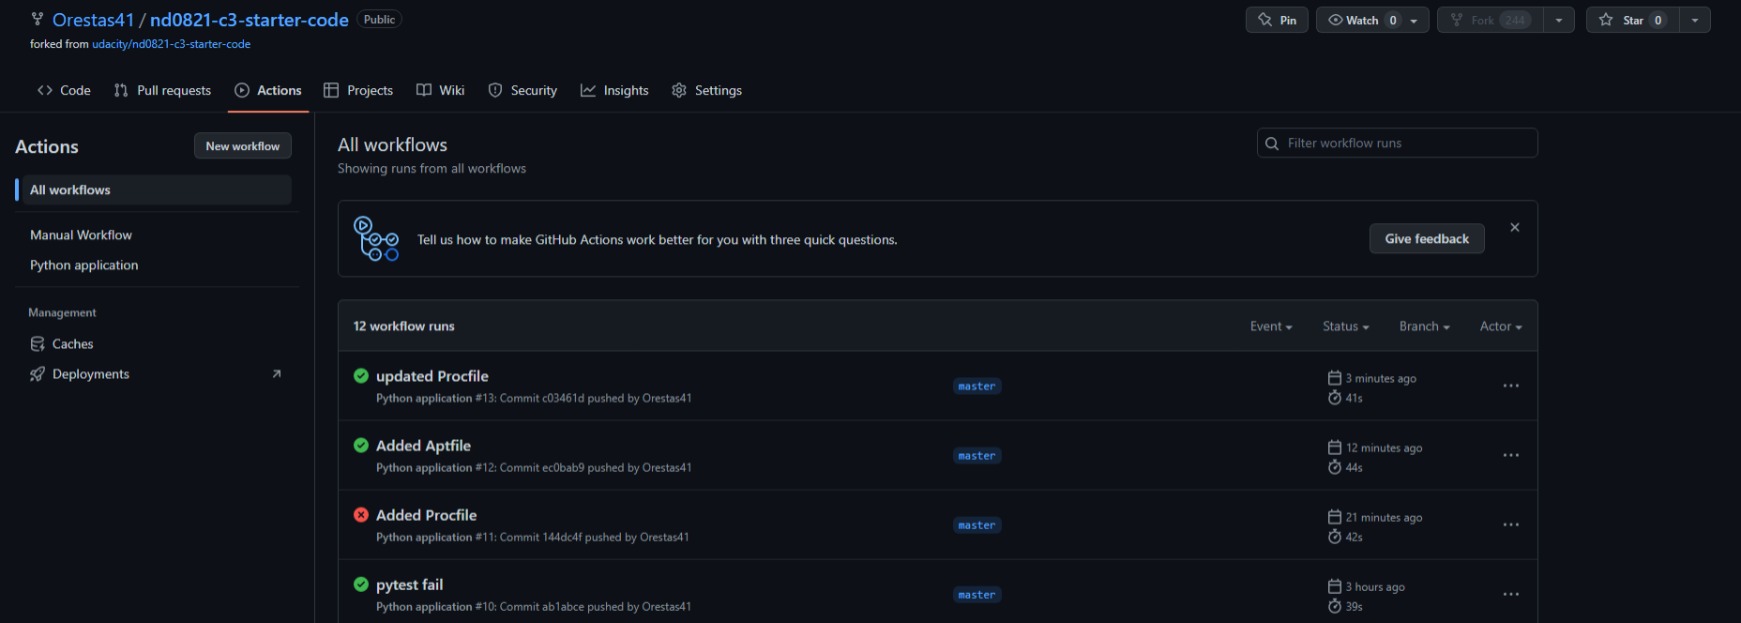 Orestas41 / nd0821-c3-starter-code Public
Pin Watch 0 Fork 244 Star 0
forked from udacity/nd0821-c3-starter-code
Code Pull requests Actions Projects Wiki Security Insights Settings
Actions New workflow
All workflows
Manual Workflow
Python application
Management
Caches
Deployments
All workflows
Showing runs from all workflows
Filter workflow runs
Tell us how to make GitHub Actions work better for you with three quick questions.
Give feedback
12 workflow runs
Event Status Branch Actor
updated Procfile
Python application #13: Commit c03461d pushed by Orestas41
master
3 minutes ago
41s
Added Aptfile
Python application #12: Commit ec0bab9 pushed by Orestas41
master
12 minutes ago
44s
Added Procfile
Python application #11: Commit 144dc4f pushed by Orestas41
master
21 minutes ago
42s
pytest fail
Python application #10: Commit ab1abce pushed by Orestas41
master
3 hours ago
39s